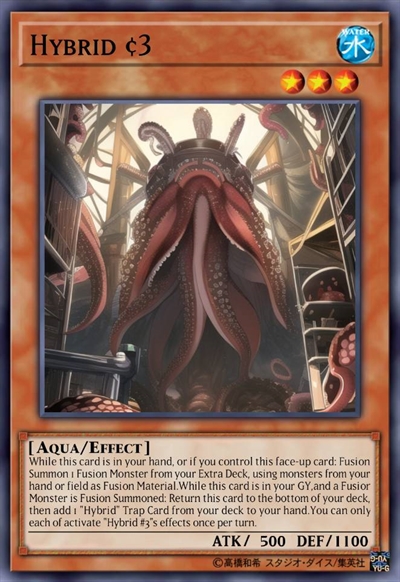 Hybrid ¢3
WATER
水
[ Aqua/Effect ]
While this card is in your hand, or if you control this face-up card: Fusion
Summon 1 Fusion Monster from your Extra Deck, using monsters from your
hand or field as Fusion Material.While this card is in your GY,and a Fusior
Monster is Fusion Summoned: Return this card to the bottom of your deck,
then add 1 "Hybrid" Trap Card from your deck to your hand.You can only
each of activate "Hybrid #3"s effects once per turn.
ATK/ 500 DEF/1100
©高橋和希 スタジオ・ダイス/集英社